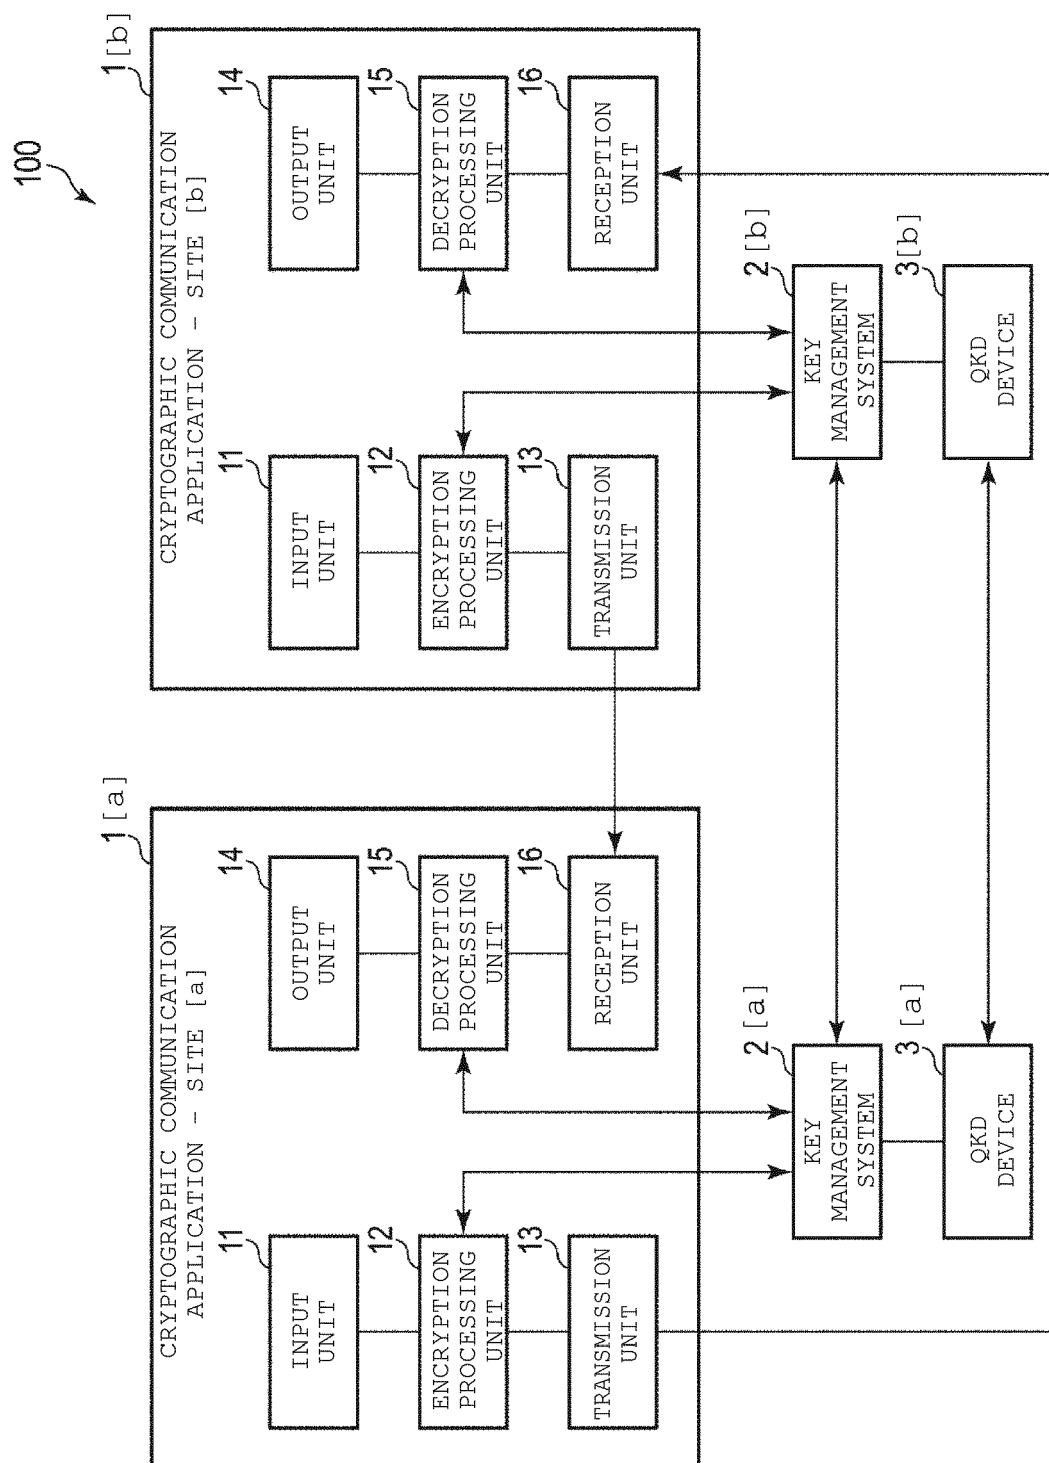 100
1 [a]
CRYPTOGRAPHIC COMMUNICATION
APPLICATION – SITE [a]
11
INPUT
UNIT
12
ENCRYPTION
PROCESSING
UNIT
13
TRANSMISSION
UNIT
14
OUTPUT
UNIT
15
DECRYPTION
PROCESSING
UNIT
16
RECEPTION
UNIT
2 [a]
KEY
MANAGEMENT
SYSTEM
3 [a]
QKD
DEVICE
1 [b]
CRYPTOGRAPHIC COMMUNICATION
APPLICATION – SITE [b]
11
INPUT
UNIT
12
ENCRYPTION
PROCESSING
UNIT
13
TRANSMISSION
UNIT
14
OUTPUT
UNIT
15
DECRYPTION
PROCESSING
UNIT
16
RECEPTION
UNIT
2 [b]
KEY
MANAGEMENT
SYSTEM
3 [b]
QKD
DEVICE